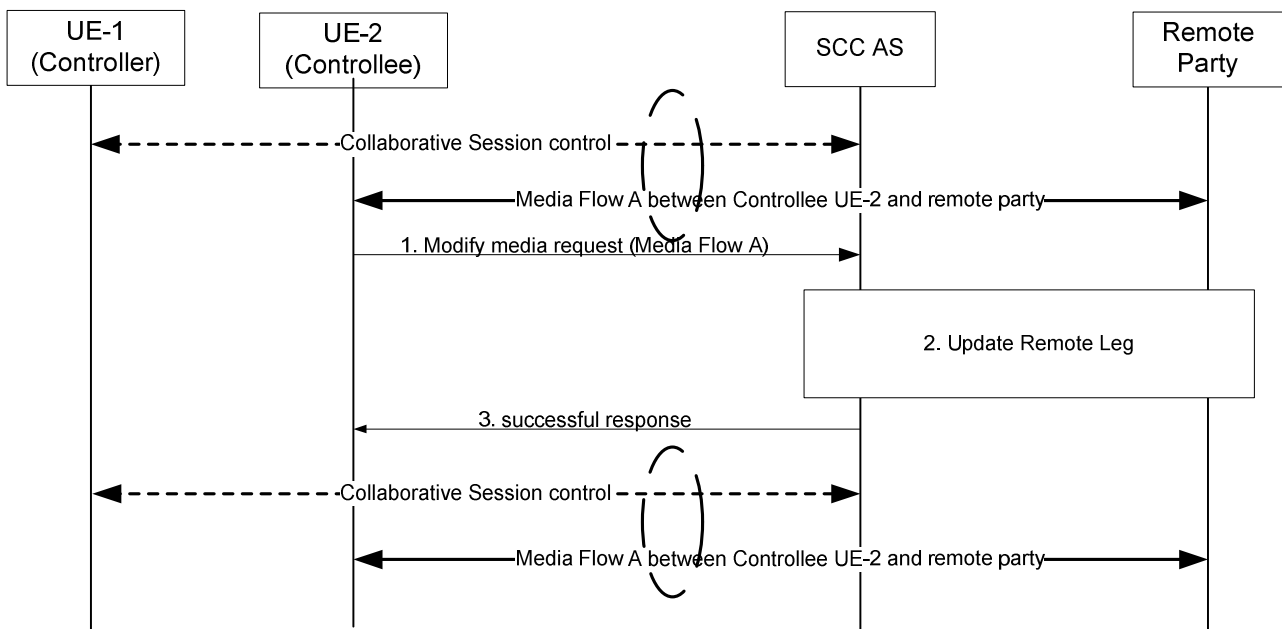 UE-1
(Controller)
UE-2
(Controllee)
SCC AS
Remote
Party
Collaborative Session control
Media Flow A between Controllee UE-2 and remote party
1. Modify media request (Media Flow A)
2. Update Remote Leg
3. successful response
Collaborative Session control
Media Flow A between Controllee UE-2 and remote party